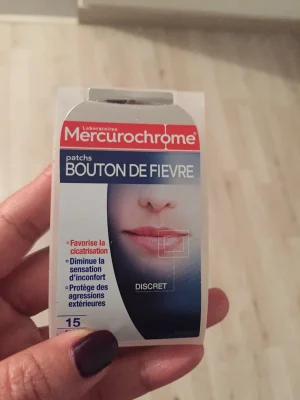 Laboratoires
Mercurochrome
patchs
BOUTON DE FIEVRE
DISCRET
• Favorise la
cicatrisation
• Diminue la
sensation
d'inconfort
• Protège des
agressions
extérieures
15